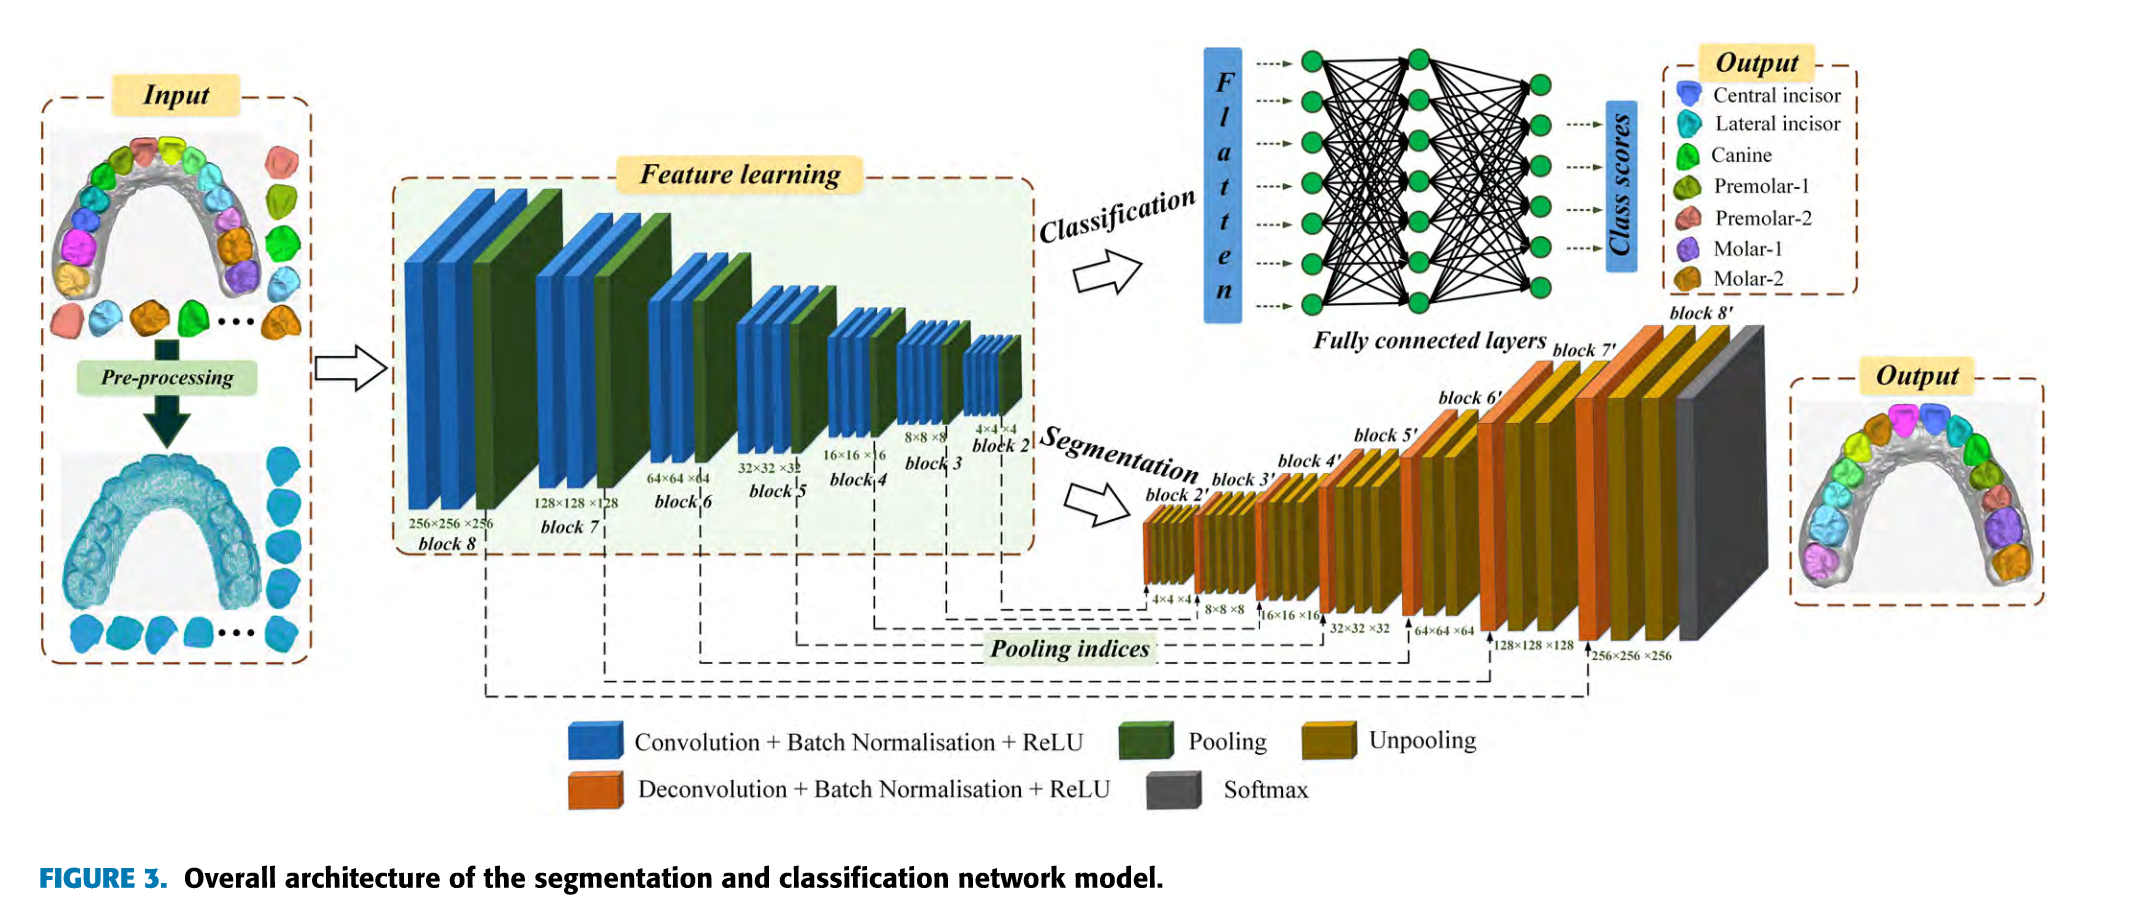 Input
Pre-processing
Feature learning
256×256 ×256
block 8
128×128 ×128
block 7
64×64 ×64
block 6
32×32 ×32
block 5
16×16 ×16
block 4
8×8 ×8
block 3
4×4 ×4
block 2
Classification
Flatten
Fully connected layers
Class scores
Output
Central incisor
Lateral incisor
Canine
Premolar-1
Premolar-2
Molar-1
Molar-2
Segmentation
block 2'
4×4 ×4
block 3'
8×8 ×8
block 4'
16×16 ×16
block 5'
32×32 ×32
block 6'
64×64 ×64
block 7'
128×128 ×128
block 8'
256×256 ×256
Output
Pooling indices
Convolution + Batch Normalisation + ReLU
Pooling
Unpooling
Deconvolution + Batch Normalisation + ReLU
Softmax
FIGURE 3. Overall architecture of the segmentation and classification network model.